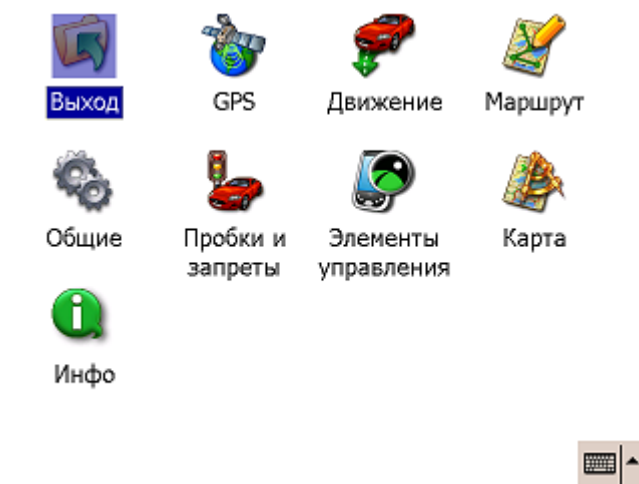 Выход
GPS
Движение
Маршрут
Общие
Пробки и
запреты
Элементы
управления
Карта
Инфо